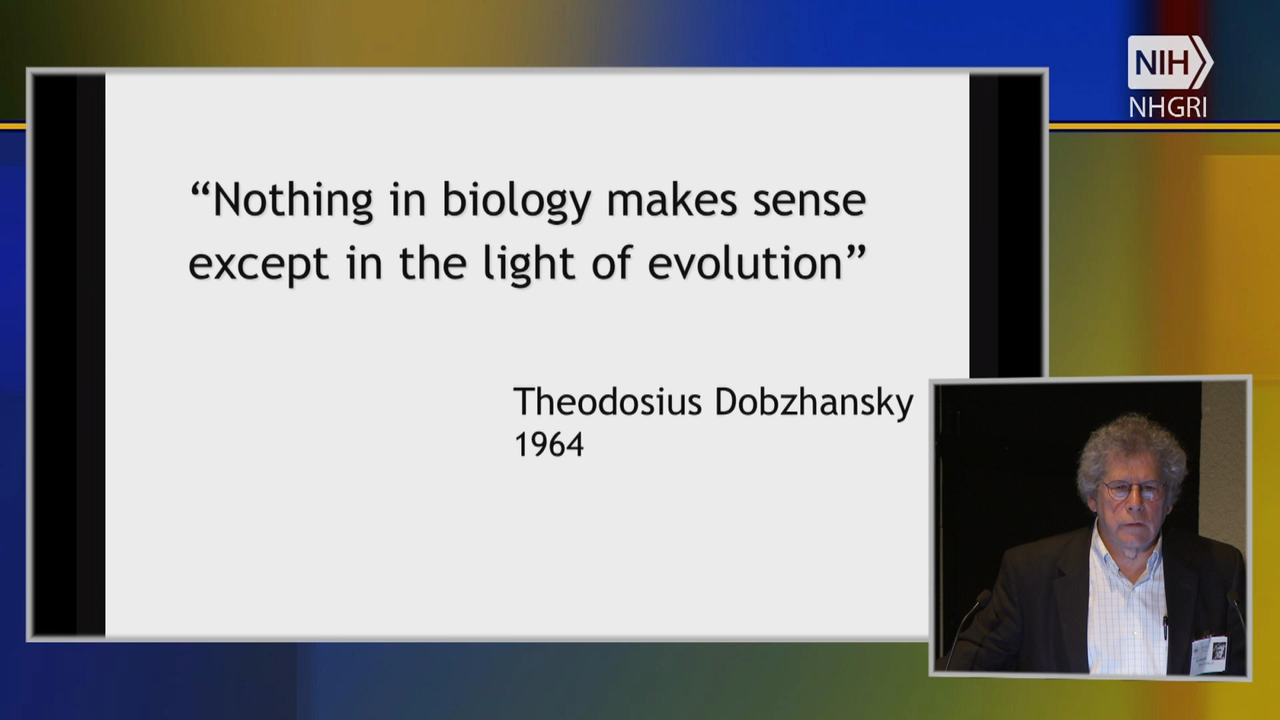 NIH
NHGRI
“Nothing in biology makes sense
except in the light of evolution”
Theodosius Dobzhansky
1964